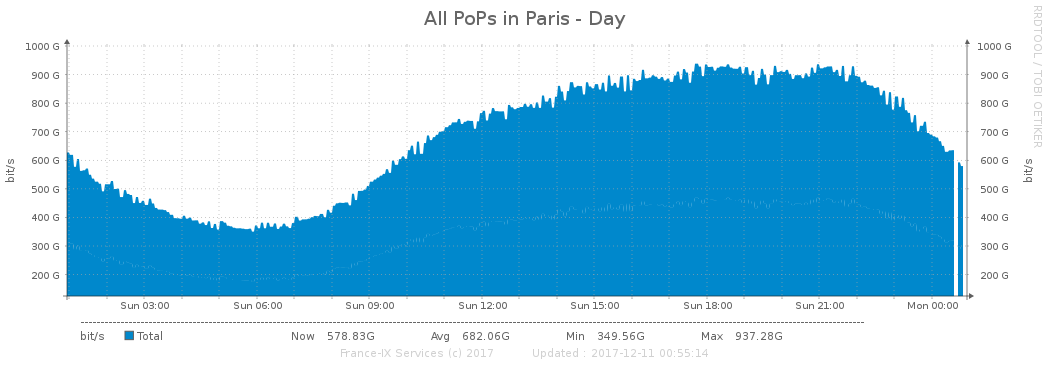 All PoPs in Paris - Day
RRDTOOL / TOBI OETIKER
1000 G 1000 G
900 G 900 G
800 G 800 G
700 G 700 G
600 G 600 G
500 G 500 G
400 G 400 G
300 G 300 G
200 G 200 G
bit/s
bit/s
Sun 03:00 Sun 06:00 Sun 09:00 Sun 12:00 Sun 15:00 Sun 18:00 Sun 21:00 Mon 00:00
bit/s Total Now 578.83G Avg 682.06G Min 349.56G Max 937.28G
France-IX Services (c) 2017 Updated : 2017-12-11 00:55:14